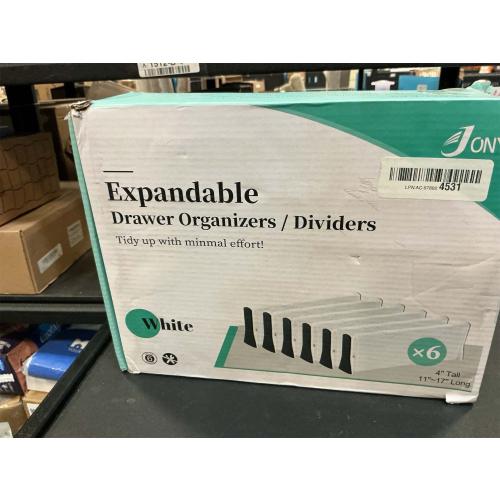 JONY
Expandable
Drawer Organizers / Dividers
Tidy up with minmal effort!
4531
White
×6
4" Tall
11"~17" Long